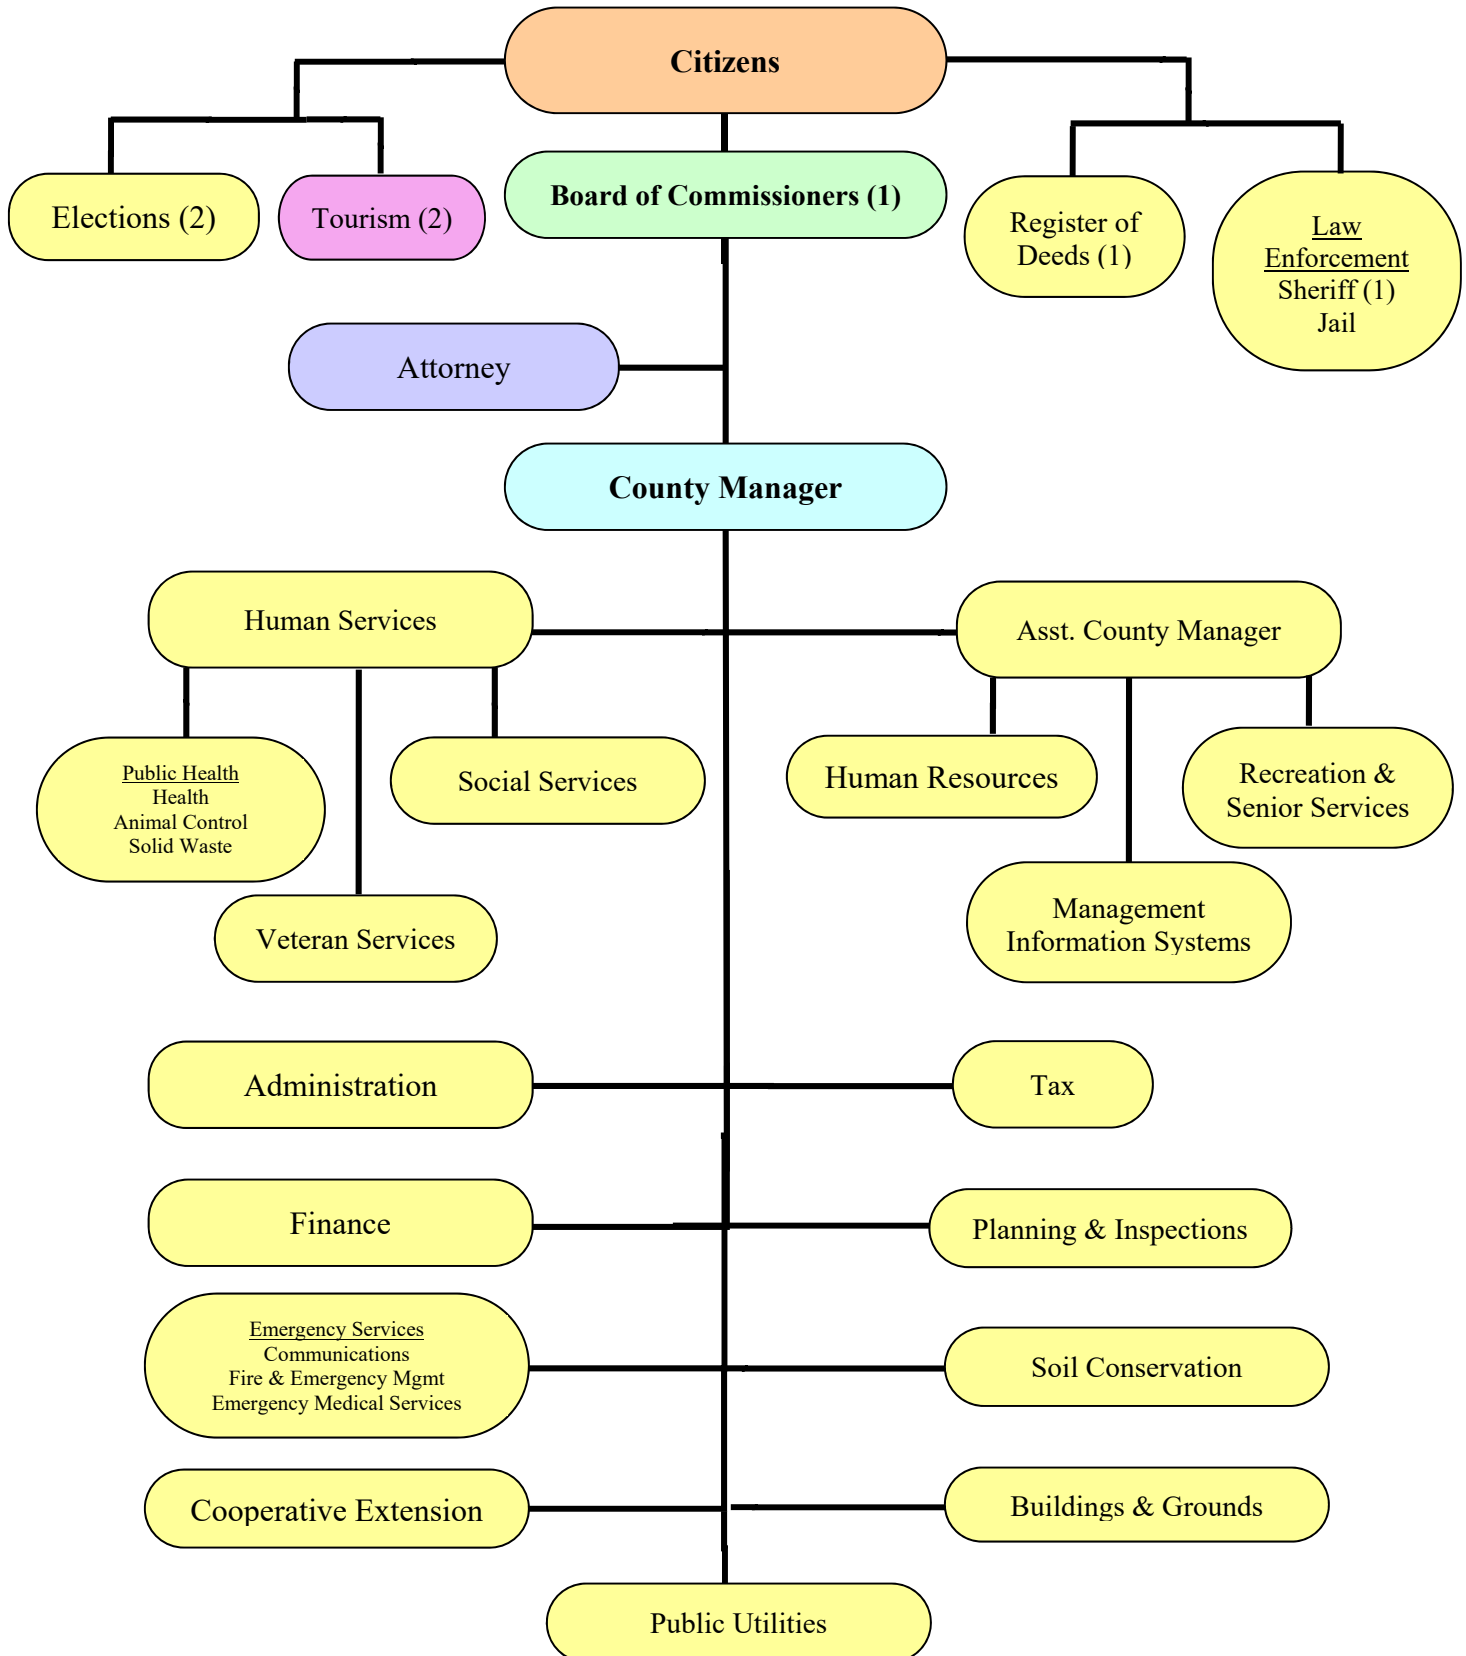 Citizens
Elections (2)
Tourism (2)
Board of Commissioners (1)
Register of
Deeds (1)
Law
Enforcement
Sheriff (1)
Jail
Attorney
County Manager
Human Services
Asst. County Manager
Public Health
Health
Animal Control
Solid Waste
Social Services
Human Resources
Recreation &
Senior Services
Veteran Services
Management
Information Systems
Administration
Tax
Finance
Planning & Inspections
Emergency Services
Communications
Fire & Emergency Mgmt
Emergency Medical Services
Soil Conservation
Cooperative Extension
Buildings & Grounds
Public Utilities